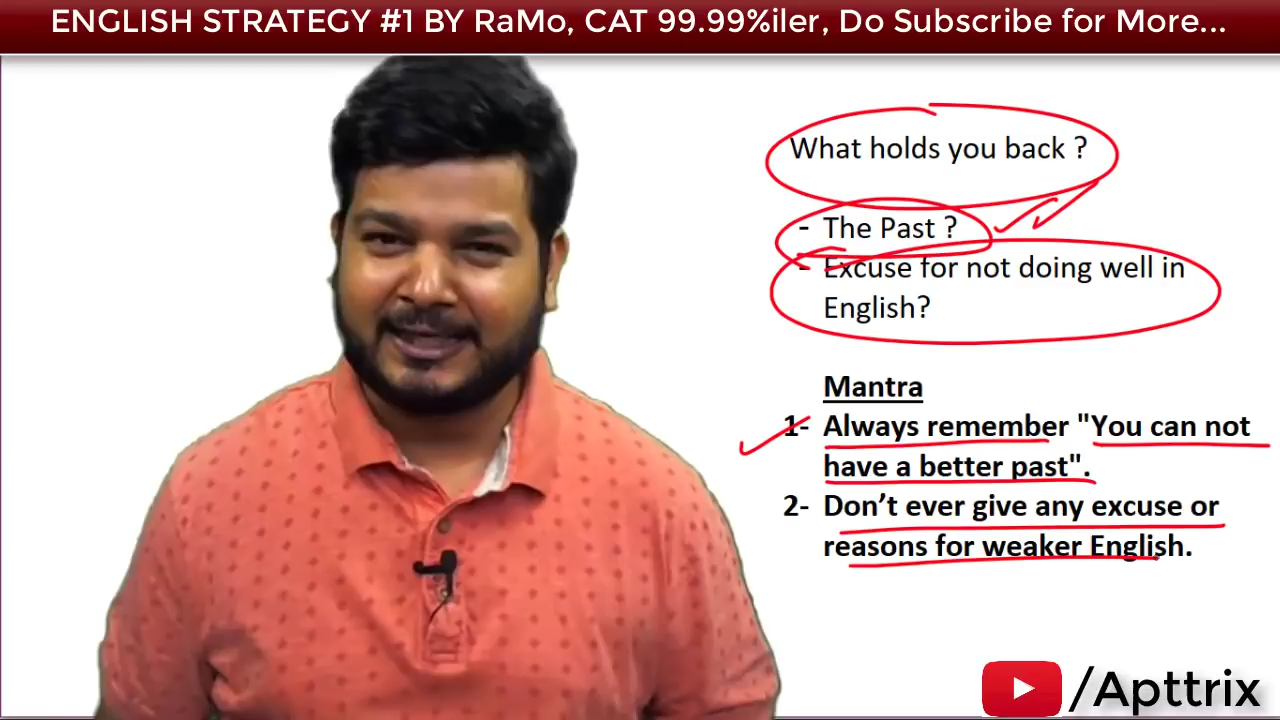 ENGLISH STRATEGY #1 BY RaMo, CAT 99.99%iler, Do Subscribe for More...
What holds you back ?
- The Past ?
- Excuse for not doing well in
English?
Mantra
1- Always remember "You can not
have a better past".
2- Don't ever give any excuse or
reasons for weaker English.
/Apttrix